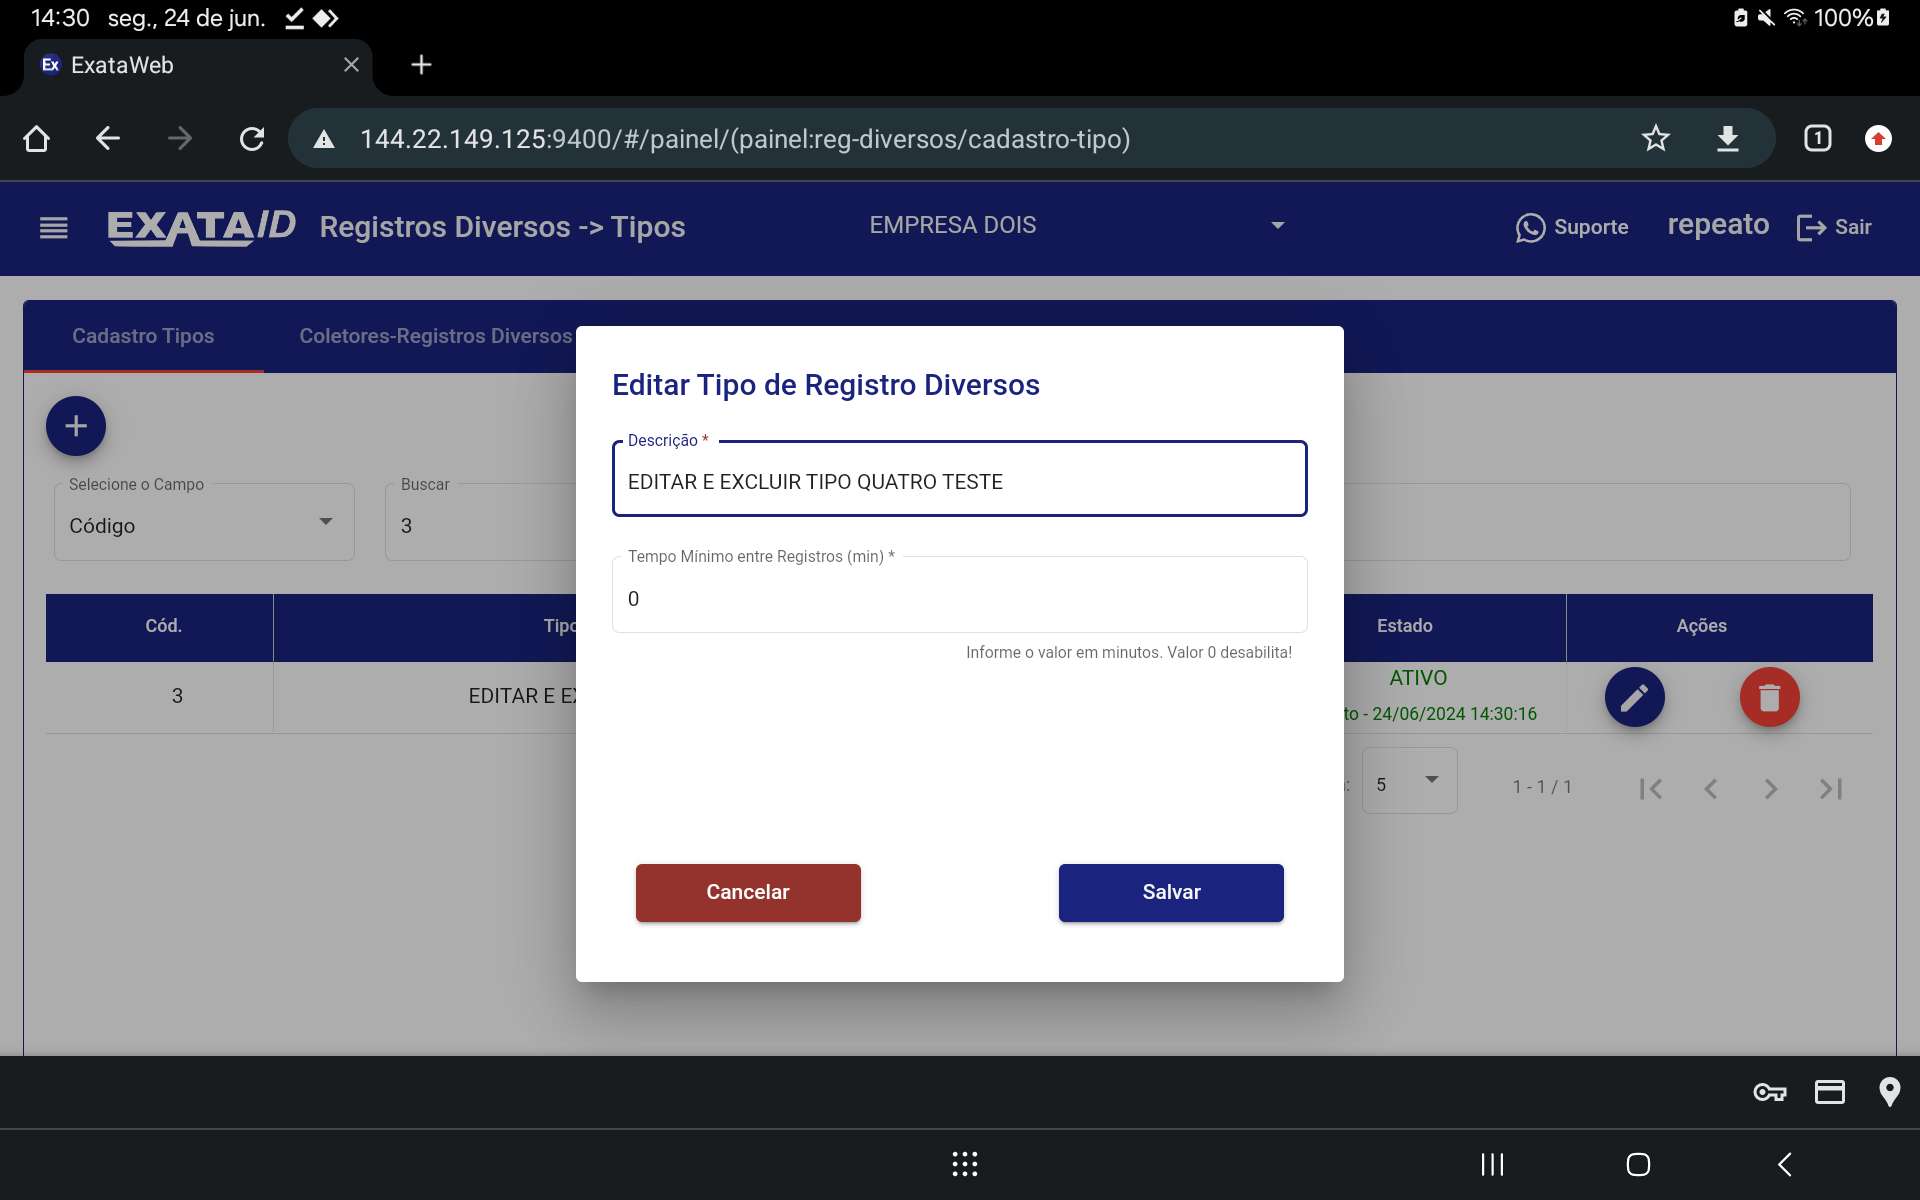 14:30 seg., 24 de jun. 100%
Ex ExataWeb
144.22.149.125:9400/#/painel/(painel:reg-diversos/cadastro-tipo) 1
EXATAID Registros Diversos -> Tipos EMPRESA DOIS Suporte repeato Sair
Cadastro Tipos Coletores-Registros Diversos
Editar Tipo de Registro Diversos
Descrição *
EDITAR E EXCLUIR TIPO QUATRO TESTE
Selecione o Campo Buscar
Código 3
Tempo Mínimo entre Registros (min) *
0
Informe o valor em minutos. Valor 0 desabilita!
Cód. Tipo Estado Ações
3 EDITAR E EX ATIVO
to - 24/06/2024 14:30:16
: 5 1 - 1 / 1
Cancelar Salvar